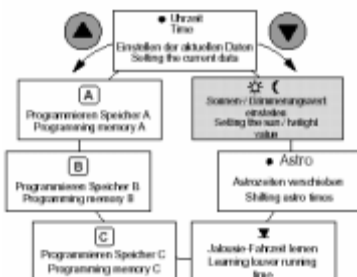 Uhrzeit
Time
Einstellen der aktuellen Daten
Setting the current data
A
Programmieren Speicher A
Programming memory A
Sonnen-/Dämmerungswert
einstellen
Setting the sun/twilight
value
B
Programmieren Speicher B
Programming memory B
Astro
Astrozeiten verschieben
Shifting astro times
C
Programmieren Speicher C
Programming memory C
Jalousie-Fahrzeit lernen
Learning louver running
time